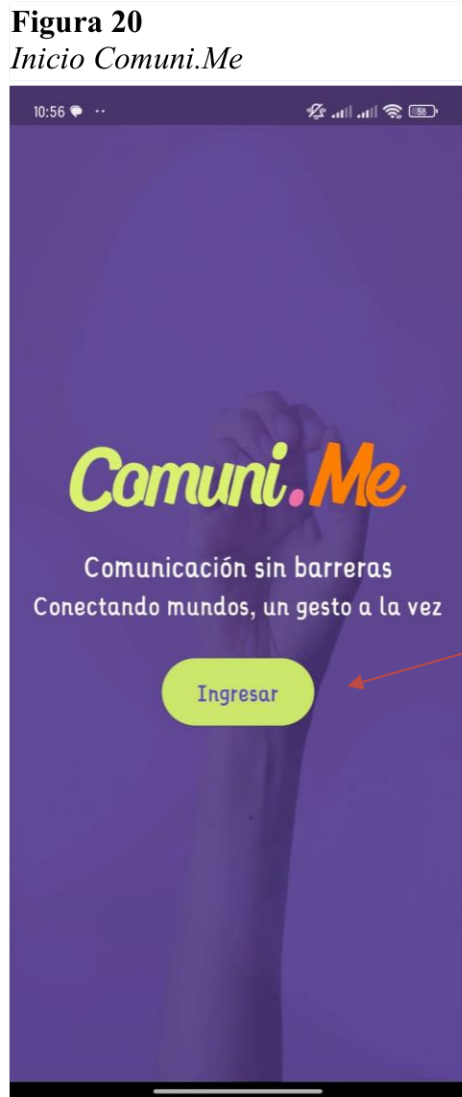 Figura 20
Inicio Comuni.Me
10:56
58
Comuni.Me
Comunicación sin barreras
Conectando mundos, un gesto a la vez
Ingresar